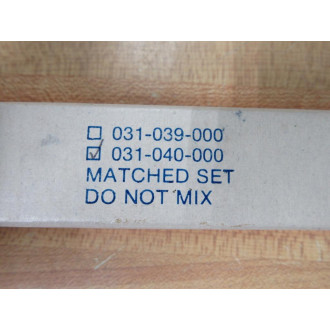 ☐ 031-039-000
☑ 031-040-000
MATCHED SET
DO NOT MIX